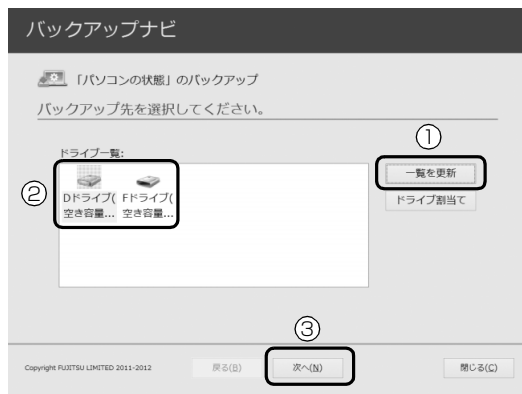 バックアップナビ
「パソコンの状態」のバックアップ
バックアップ先を選択してください。
①
ドライブ一覧:
一覧を更新
②
Dドライブ( Fドライブ(
空き容量... 空き容量...
ドライブ割当て
③
Copyright FUJITSU LIMITED 2011-2012 戻る(B) 次へ(N) 閉じる(C)